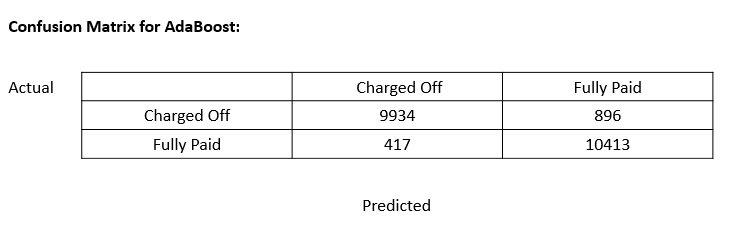 Confusion Matrix for AdaBoost:
Actual
Charged Off Fully Paid
Charged Off 9934 896
Fully Paid 417 10413
Predicted